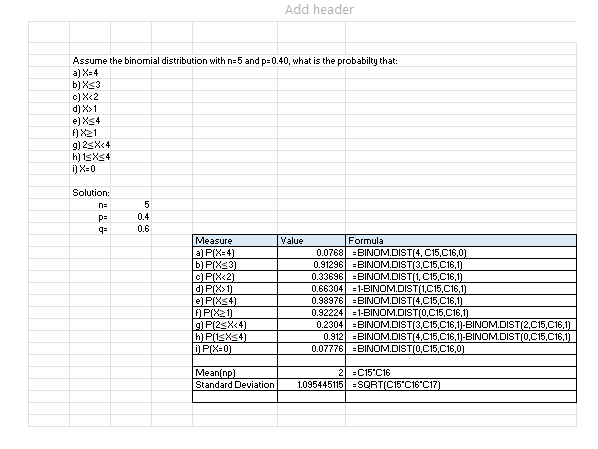 Add header
Assume the binomial distribution with n=5 and p=0.40, what is the probabilty that:
a) X=4
b) X≤3
c) X<2
d) X>1
e) X≤4
f) X≥1
g) 2≤X<4
h) 1≤X≤4
i) X=0
Solution:
n= 5
p= 0.4
q= 0.6
Measure Value Formula
a) P(X=4) 0.0768 =BINOM.DIST(4, C15,C16,0)
b) P(X≤3) 0.91296 =BINOM.DIST(3,C15,C16,1)
c) P(X<2) 0.33696 =BINOM.DIST(1, C15,C16,1)
d) P(X>1) 0.66304 =1-BINOM.DIST(1,C15,C16,1)
e) P(X≤4) 0.98976 =BINOM.DIST(4,C15,C16,1)
f) P(X≥1) 0.92224 =1-BINOM.DIST(0,C15,C16,1)
g) P(2≤X<4) 0.2304 =BINOM.DIST(3,C15,C16,1)-BINOM.DIST(2,C15,C16,1)
h) P(1≤X≤4) 0.912 =BINOM.DIST(4,C15,C16,1)-BINOM.DIST(0,C15,C16,1)
i) P(X=0) 0.07776 =BINOM.DIST(0,C15,C16,0)
Mean(np) 2 =C15*C16
Standard Deviation 1.095445115 =SQRT(C15*C16*C17)